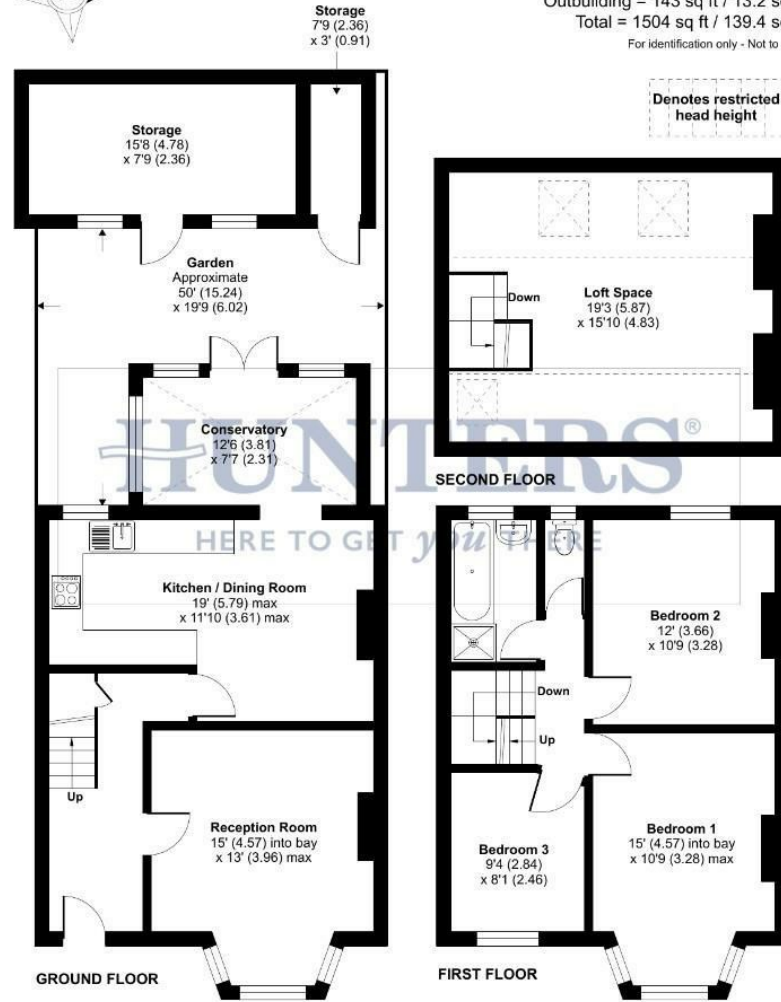 Outbuilding = 143 sq ft / 13.2 sq
Total = 1504 sq ft / 139.4 sq
For identification only - Not to
Storage
7'9 (2.36)
x 3' (0.91)
Denotes restricted
head height
Storage
15'8 (4.78)
x 7'9 (2.36)
Garden
Approximate
50' (15.24)
x 19'9 (6.02)
Down
Loft Space
19'3 (5.87)
x 15'10 (4.83)
Conservatory
12'6 (3.81)
x 7'7 (2.31)
HUNTERS®
HERE TO GET you THERE
SECOND FLOOR
Kitchen / Dining Room
19' (5.79) max
x 11'10 (3.61) max
Up
Reception Room
15' (4.57) into bay
x 13' (3.96) max
GROUND FLOOR
Bedroom 2
12' (3.66)
x 10'9 (3.28)
Down
Up
Bedroom 3
9'4 (2.84)
x 8'1 (2.46)
Bedroom 1
15' (4.57) into bay
x 10'9 (3.28) max
FIRST FLOOR